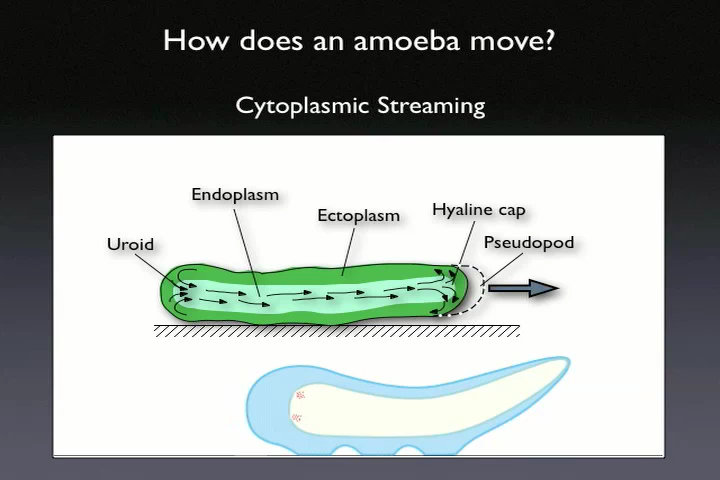 How does an amoeba move?
Cytoplasmic Streaming
Endoplasm
Ectoplasm
Hyaline cap
Uroid
Pseudopod